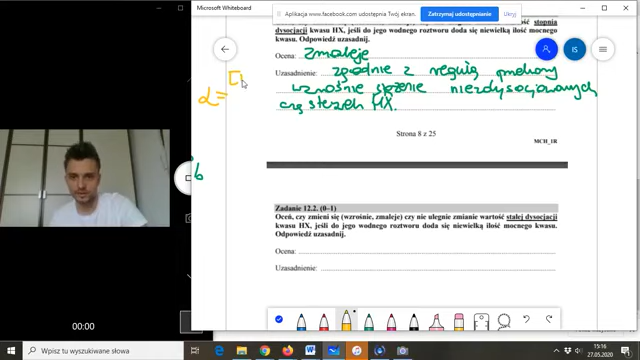 Microsoft Whiteboard
Aplikacja www.com udostępnia Twój ekran.
Zatrzymaj udostępnianie
Ukryj
dysocjacji kwasu HX, jeśli do jego wodnego roztworu doda się niewielką ilość mocnego
stopnia
kwasu. Odpowiedź uzasadnij.
Ocena: zmaleje
Uzasadnienie: zgodnie z regułą przekory
wzrośnie stężenie niezdysocjowanych
cząsteczek HX.
α =
IS
b
Strona 8 z 25
MCH_1R
Zadanie 12.2. (0–1)
Oceń, czy zmieni się (wzrośnie, zmaleje) czy nie ulegnie zmianie wartość stałej dysocjacji
kwasu HX, jeśli do jego wodnego roztworu doda się niewielką ilość mocnego kwasu.
Odpowiedź uzasadnij.
Ocena:
Uzasadnienie:
00:00
Wpisz tu wyszukiwane słowa
15:16
27.05.2020